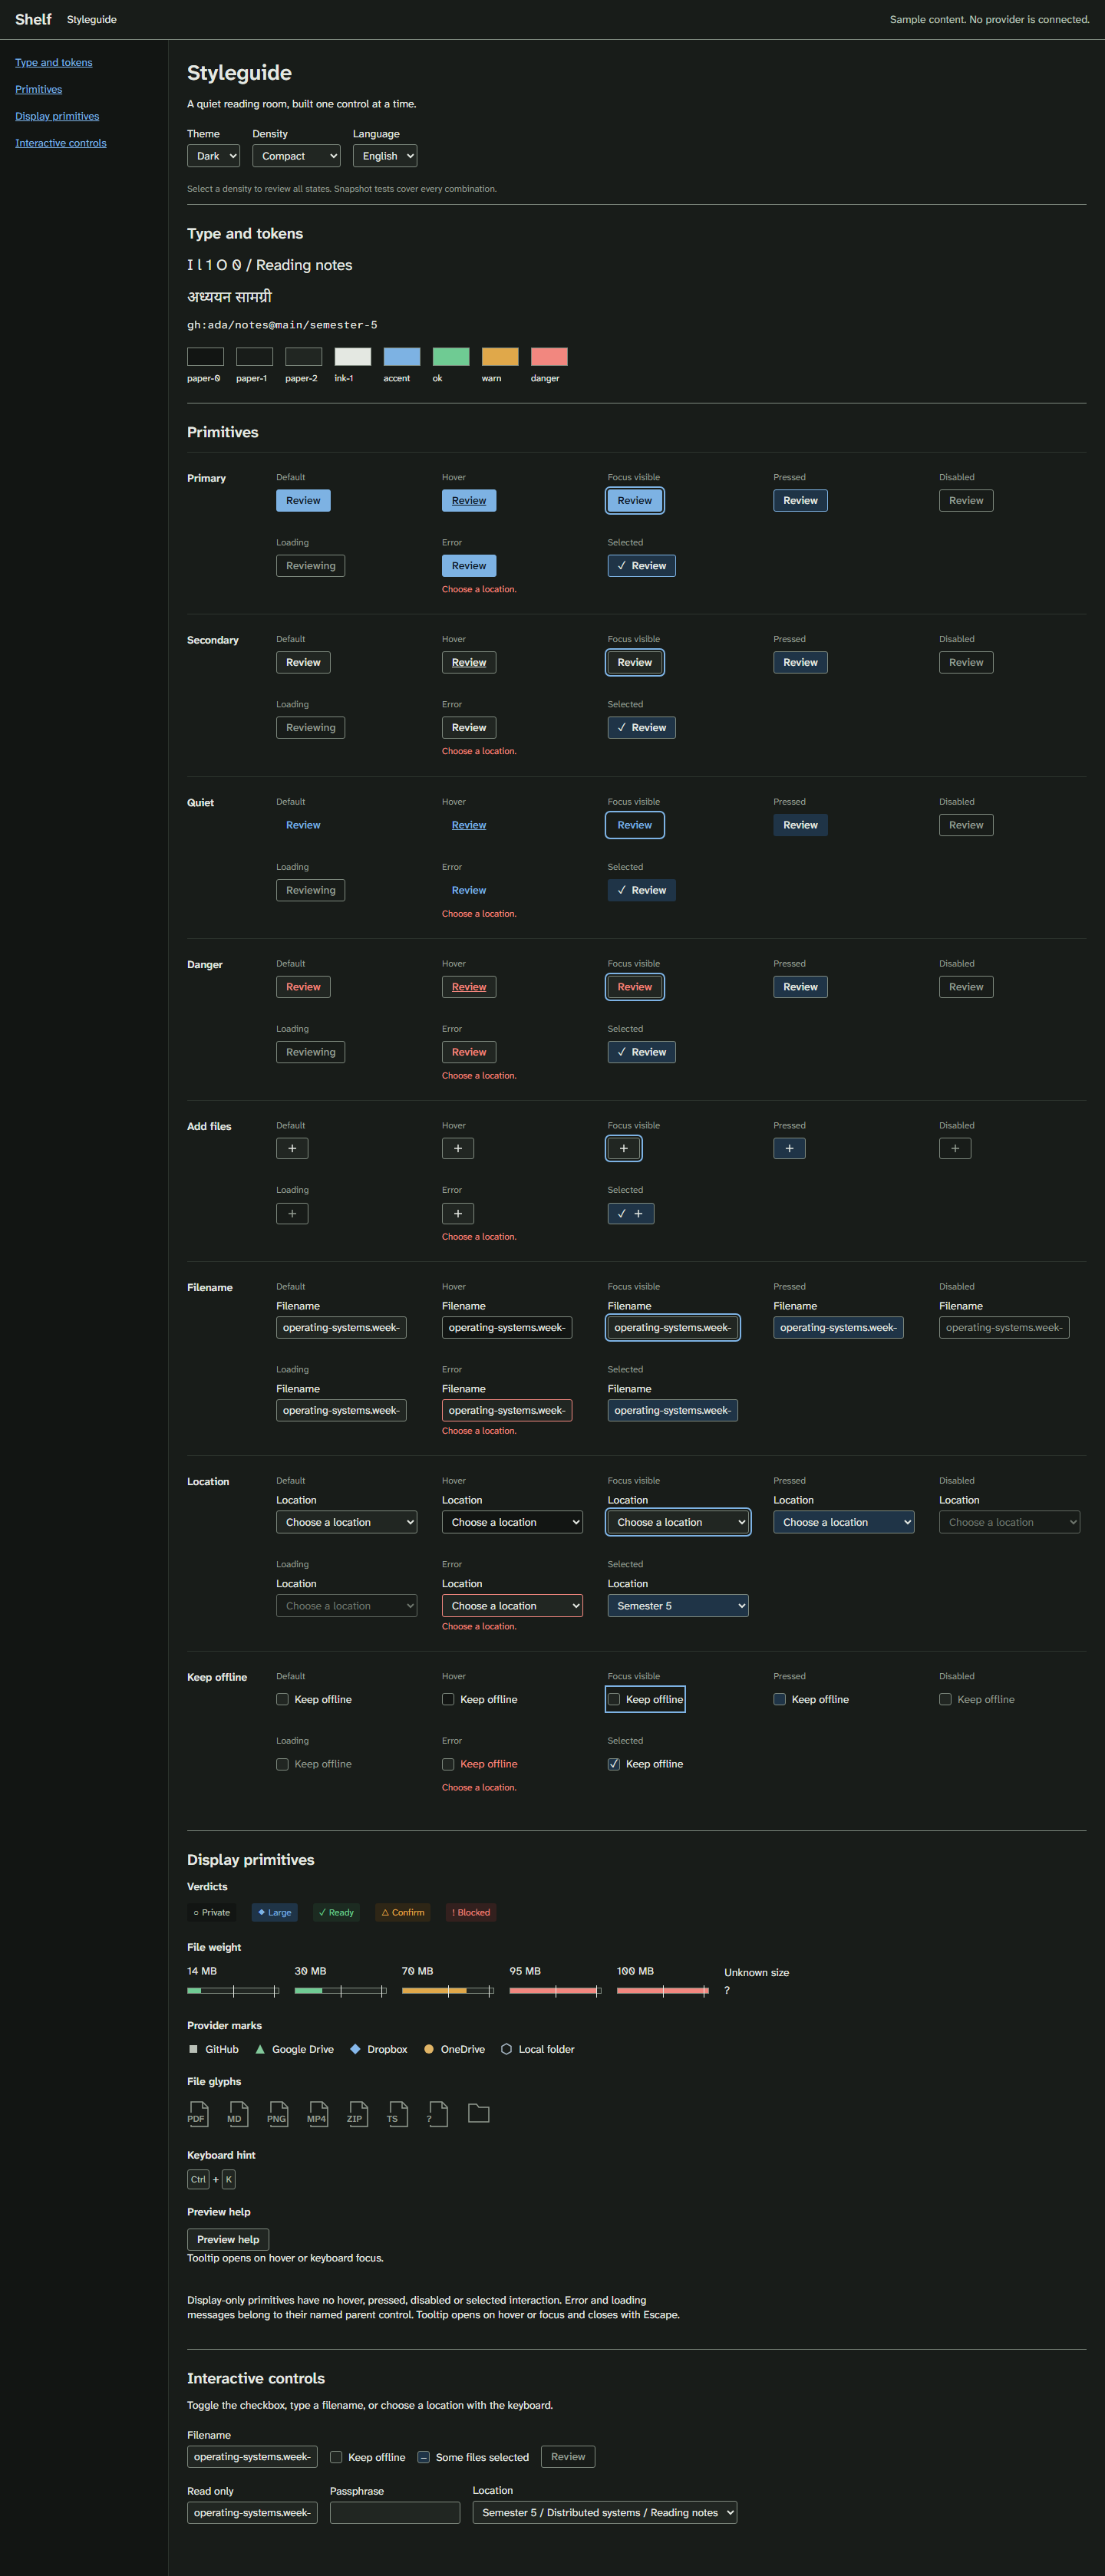 Shelf Styleguide Sample content. No provider is connected.
Type and tokens
Primitives
Display primitives
Interactive controls
Styleguide
A quiet reading room, built one control at a time.
Theme Density Language
Dark Compact English
Select a density to review all states. Snapshot tests cover every combination.
Type and tokens
I l 1 O 0 / Reading notes
अध्ययन सामग्री
gh:ada/notes@main/semester-5
paper-0 paper-1 paper-2 ink-1 accent ok warn danger
Primitives
Primary Default Hover Focus visible Pressed Disabled
Review Review Review Review Review
Loading Error Selected
Reviewing Review ✓ Review
Choose a location.
Secondary Default Hover Focus visible Pressed Disabled
Review Review Review Review Review
Loading Error Selected
Reviewing Review ✓ Review
Choose a location.
Quiet Default Hover Focus visible Pressed Disabled
Review Review Review Review Review
Loading Error Selected
Reviewing Review ✓ Review
Choose a location.
Danger Default Hover Focus visible Pressed Disabled
Review Review Review Review Review
Loading Error Selected
Reviewing Review ✓ Review
Choose a location.
Add files Default Hover Focus visible Pressed Disabled
+ + + + +
Loading Error Selected
+ + ✓ +
Choose a location.
Filename Default Hover Focus visible Pressed Disabled
Filename Filename Filename Filename Filename
operating-systems.week- operating-systems.week- operating-systems.week- operating-systems.week- operating-systems.week-
Loading Error Selected
Filename Filename Filename
operating-systems.week- operating-systems.week- operating-systems.week-
Choose a location.
Location Default Hover Focus visible Pressed Disabled
Location Location Location Location Location
Choose a location Choose a location Choose a location Choose a location Choose a location
Loading Error Selected
Location Location Location
Choose a location Choose a location Semester 5
Choose a location.
Keep offline Default Hover Focus visible Pressed Disabled
Keep offline Keep offline Keep offline Keep offline Keep offline
Loading Error Selected
Keep offline Keep offline Keep offline
Choose a location.
Display primitives
Verdicts
Private Large ✓ Ready Confirm ! Blocked
File weight
14 MB 30 MB 70 MB 95 MB 100 MB Unknown size
?
Provider marks
GitHub Google Drive Dropbox OneDrive Local folder
File glyphs
PDF MD PNG MP4 ZIP TS ?
Keyboard hint
Ctrl + K
Preview help
Preview help
Tooltip opens on hover or keyboard focus.
Display-only primitives have no hover, pressed, disabled or selected interaction. Error and loading
messages belong to their named parent control. Tooltip opens on hover or focus and closes with Escape.
Interactive controls
Toggle the checkbox, type a filename, or choose a location with the keyboard.
Filename
operating-systems.week- Keep offline Some files selected Review
Read only Passphrase Location
operating-systems.week- Semester 5 / Distributed systems / Reading notes